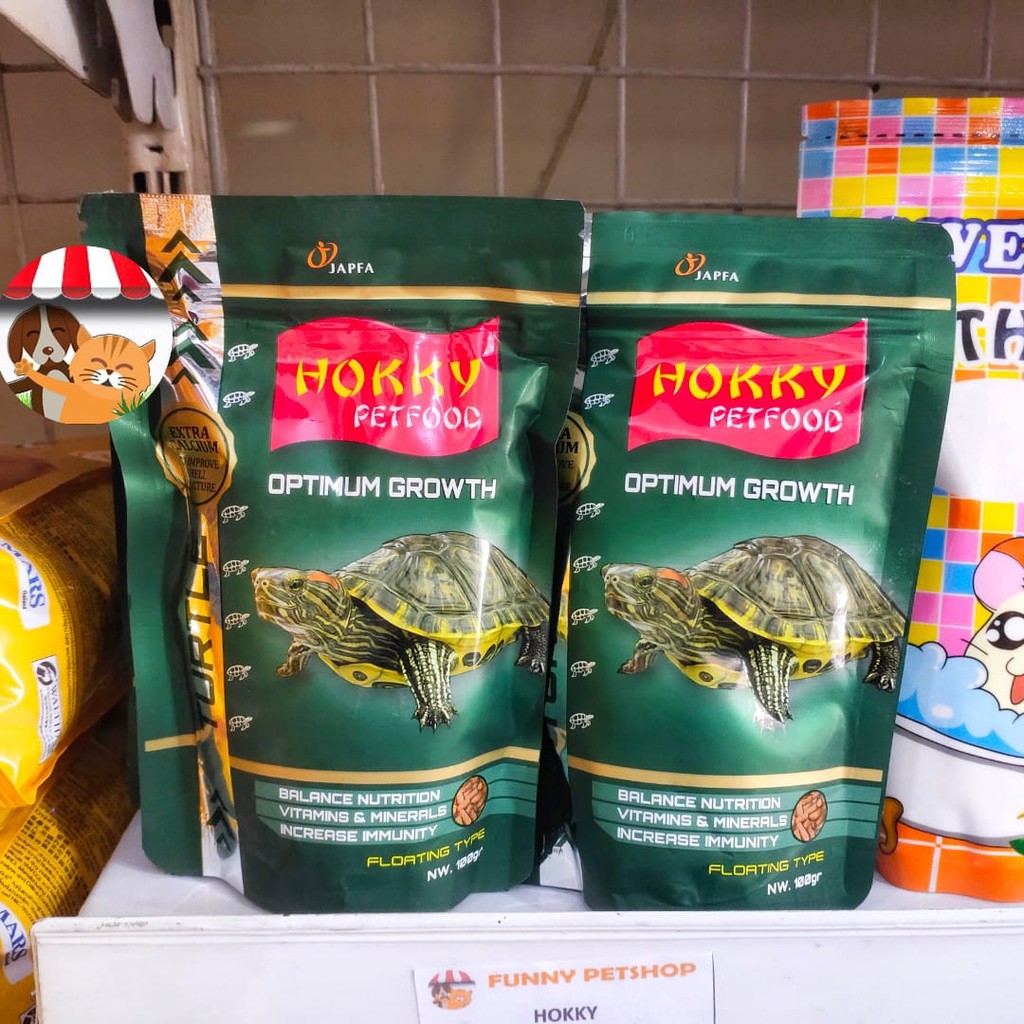 JAPFA
HOKKY
PETFOOD
OPTIMUM GROWTH
EXTRA
CALCIUM
IMPROVE
TURTLE
BALANCE NUTRITION
VITAMINS & MINERALS
INCREASE IMMUNITY
FLOATING TYPE
NW. 100gr
JAPFA
HOKKY
PETFOOD
OPTIMUM GROWTH
BALANCE NUTRITION
VITAMINS & MINERALS
INCREASE IMMUNITY
FLOATING TYPE
NW. 100gr
MARS
FUNNY PETSHOP
HOKKY